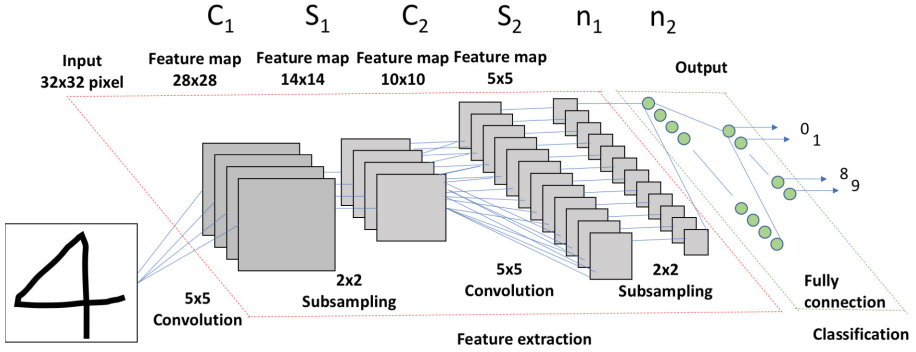 C1 S1 C2 S2 n1 n2
Input
32x32 pixel
Feature map
28x28
Feature map
14x14
Feature map
10x10
Feature map
5x5
Output
0
1
8
9
4
5x5
Convolution
2x2
Subsampling
5x5
Convolution
2x2
Subsampling
Fully
connection
Feature extraction
Classification